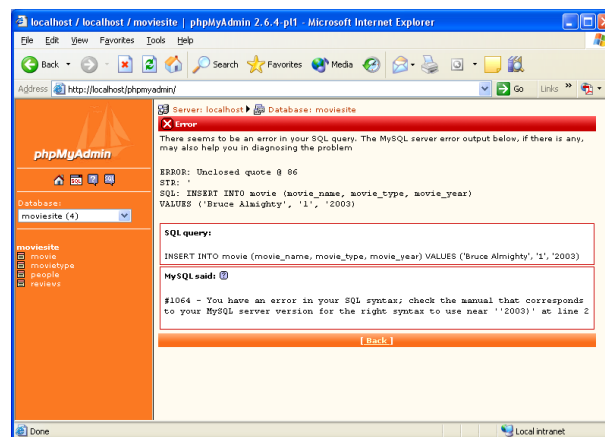 localhost / localhost / moviesite | phpMyAdmin 2.6.4-pl1 - Microsoft Internet Explorer
File Edit View Favorites Tools Help
Back Search Favorites Media
Address http://localhost/phpmyadmin/ Go Links »
phpMyAdmin
SQL
Database:
moviesite (4)
moviesite
movie
movietype
people
reviews
Server: localhost Database: moviesite
Error
There seems to be an error in your SQL query. The MySQL server error output below, if there is any,
may also help you in diagnosing the problem
ERROR: Unclosed quote @ 86
STR: '
SQL: INSERT INTO movie (movie_name, movie_type, movie_year)
VALUES ('Bruce Almighty', '1', '2003)
SQL query:
INSERT INTO movie (movie_name, movie_type, movie_year) VALUES ('Bruce Almighty', '1', '2003)
MySQL said:
#1064 - You have an error in your SQL syntax; check the manual that corresponds
to your MySQL server version for the right syntax to use near ''2003)' at line 2
[ Back ]
Done Local intranet